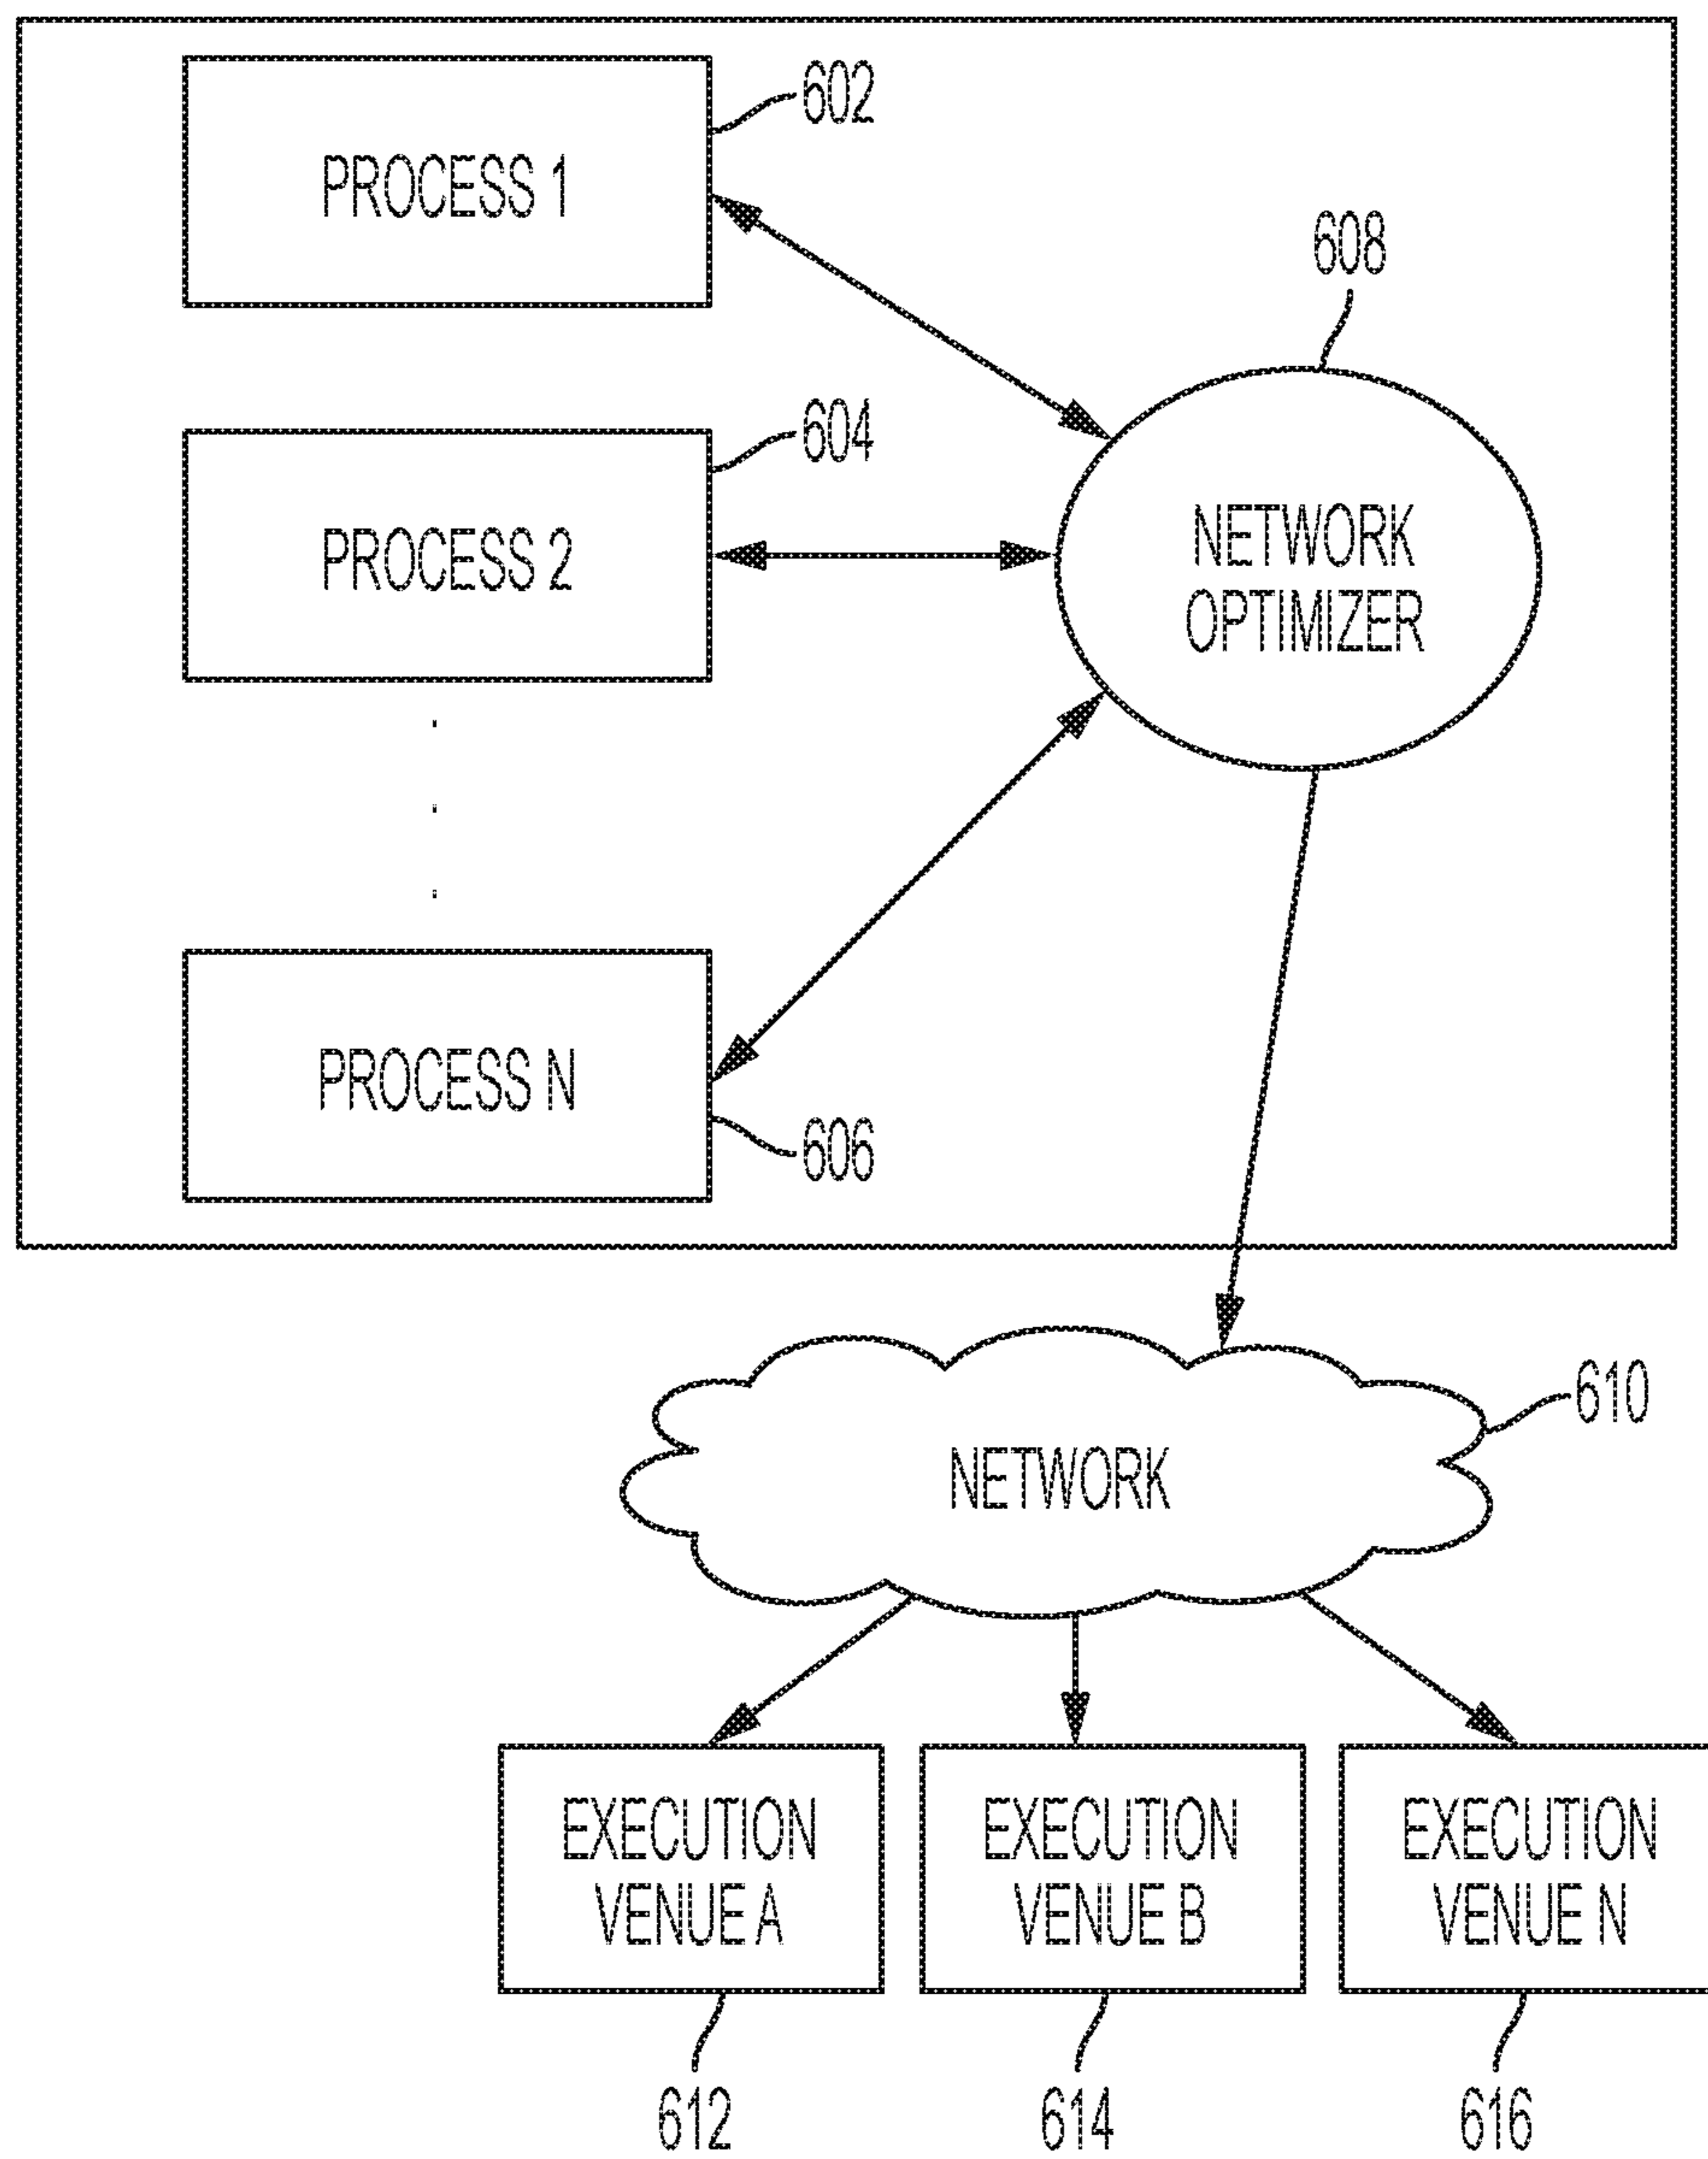 602
PROCESS 1
608
604
PROCESS 2
NETWORK
OPTIMIZER
PROCESS N
606
610
NETWORK
EXECUTION
VENUE A
EXECUTION
VENUE B
EXECUTION
VENUE N
612
614
616